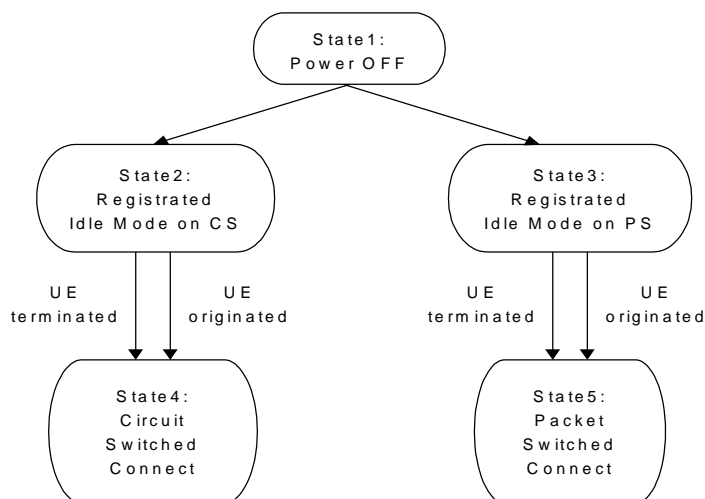 State1:
Power OFF
State2:
Registrated
Idle Mode on CS
State3:
Registrated
Idle Mode on PS
UE
terminated
UE
originated
UE
terminated
UE
originated
State4:
Circuit
Switched
Connect
State5:
Packet
Switched
Connect